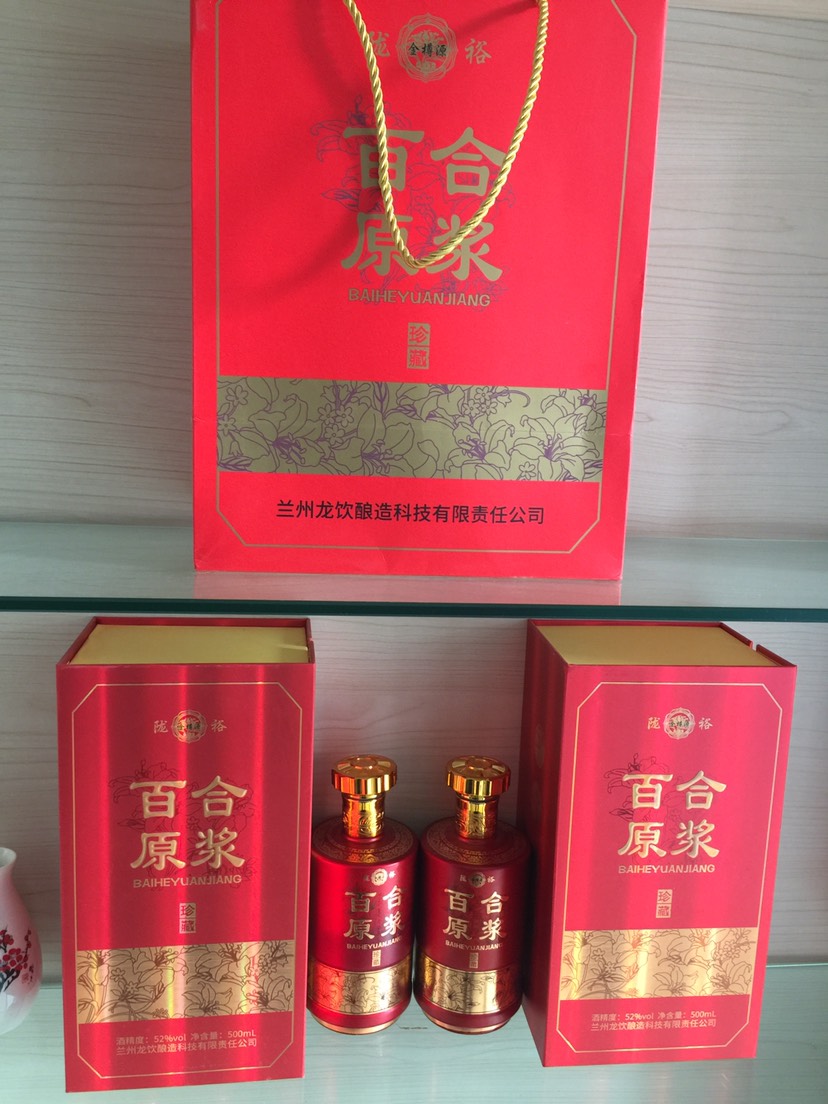 陇 金樽源 裕
百合
原浆
BAIHEYUANJIANG
珍藏
兰州龙饮酿造科技有限责任公司
陇 裕
百合
原浆
BAIHEYUANJIANG
珍藏
酒精度：52%vol 净含量：500mL
兰州龙饮酿造科技有限责任公司
百合
原浆
BAIHEYUANJIANG
百合
原浆
BAIHEYUANJIANG
陇 裕
百合
原浆
BAIHEYUANJIANG
珍藏
酒精度：52%vol 净含量：500mL
兰州龙饮酿造科技有限责任公司